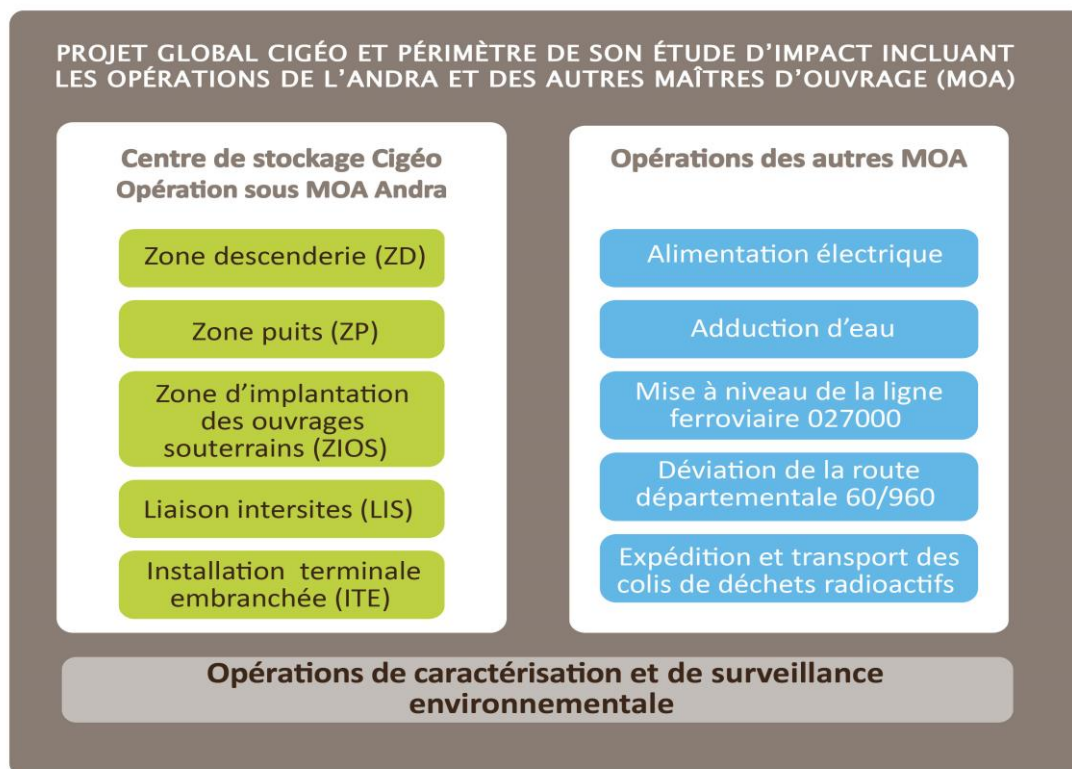 PROJET GLOBAL CIGÉO ET PÉRIMÈTRE DE SON ÉTUDE D’IMPACT INCLUANT
LES OPÉRATIONS DE L’ANDRA ET DES AUTRES MAÎTRES D’OUVRAGE (MOA)
Centre de stockage Cigéo
Opération sous MOA Andra
Zone descenderie (ZD)
Zone puits (ZP)
Zone d’implantation
des ouvrages
souterrains (ZIOS)
Liaison intersites (LIS)
Installation terminale
embranchée (ITE)
Opérations des autres MOA
Alimentation électrique
Adduction d’eau
Mise à niveau de la ligne
ferroviaire 027000
Déviation de la route
départementale 60/960
Expédition et transport des
colis de déchets radioactifs
Opérations de caractérisation et de surveillance
environnementale